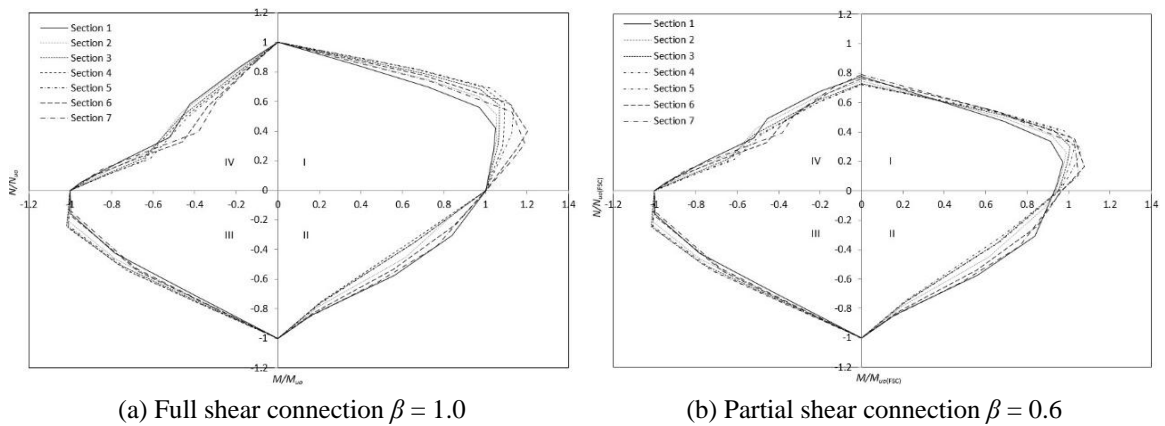 Section 1
Section 2
Section 3
Section 4
Section 5
Section 6
Section 7
1.2
1
0.8
0.6
0.4
0.2
0
-0.2
-0.4
-0.6
-0.8
-1
-1.2
-1.2 -1 -0.8 -0.6 -0.4 -0.2 0 0.2 0.4 0.6 0.8 1 1.2 1.4
IV I
III II
N/Nuo
M/Muo
(a) Full shear connection β = 1.0
Section 1
Section 2
Section 3
Section 4
Section 5
Section 6
Section 7
1.2
1
0.8
0.6
0.4
0.2
0
-0.2
-0.4
-0.6
-0.8
-1
-1.2
-1.2 -1 -0.8 -0.6 -0.4 -0.2 0 0.2 0.4 0.6 0.8 1 1.2 1.4
IV I
III II
N/Nuo(FSC)
M/Muo(FSC)
(b) Partial shear connection β = 0.6